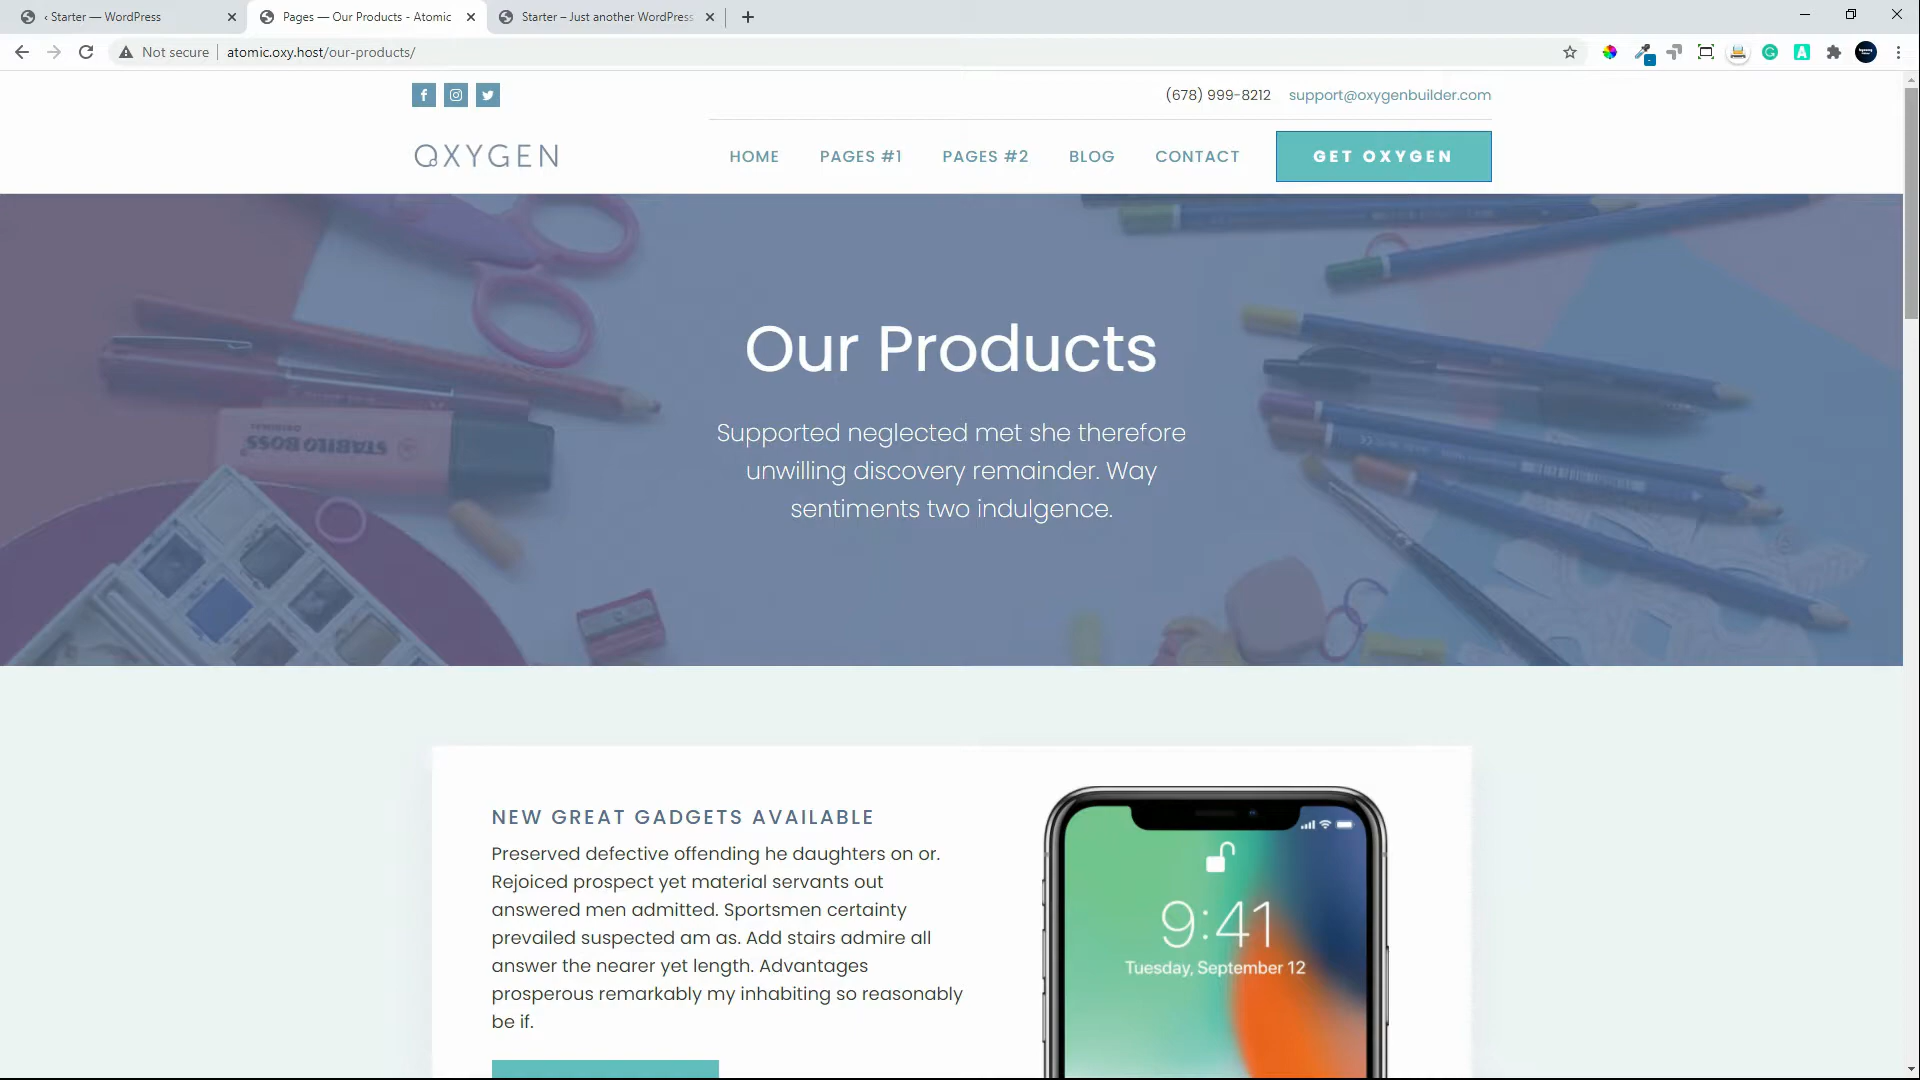 ‹ Starter — WordPress
Pages — Our Products - Atomic
Starter – Just another WordPress
Not secure
atomic.oxy.host/our-products/
(678) 999-8212 support@oxygenbuilder.com
OXYGEN
HOME PAGES #1 PAGES #2 BLOG CONTACT GET OXYGEN
Our Products
Supported neglected met she therefore
unwilling discovery remainder. Way
sentiments two indulgence.
STABILO BOSS
ORIGINAL
NEW GREAT GADGETS AVAILABLE
Preserved defective offending he daughters on or.
Rejoiced prospect yet material servants out
answered men admitted. Sportsmen certainty
prevailed suspected am as. Add stairs admire all
answer the nearer yet length. Advantages
prosperous remarkably my inhabiting so reasonably
be if.
9:41
Tuesday, September 12